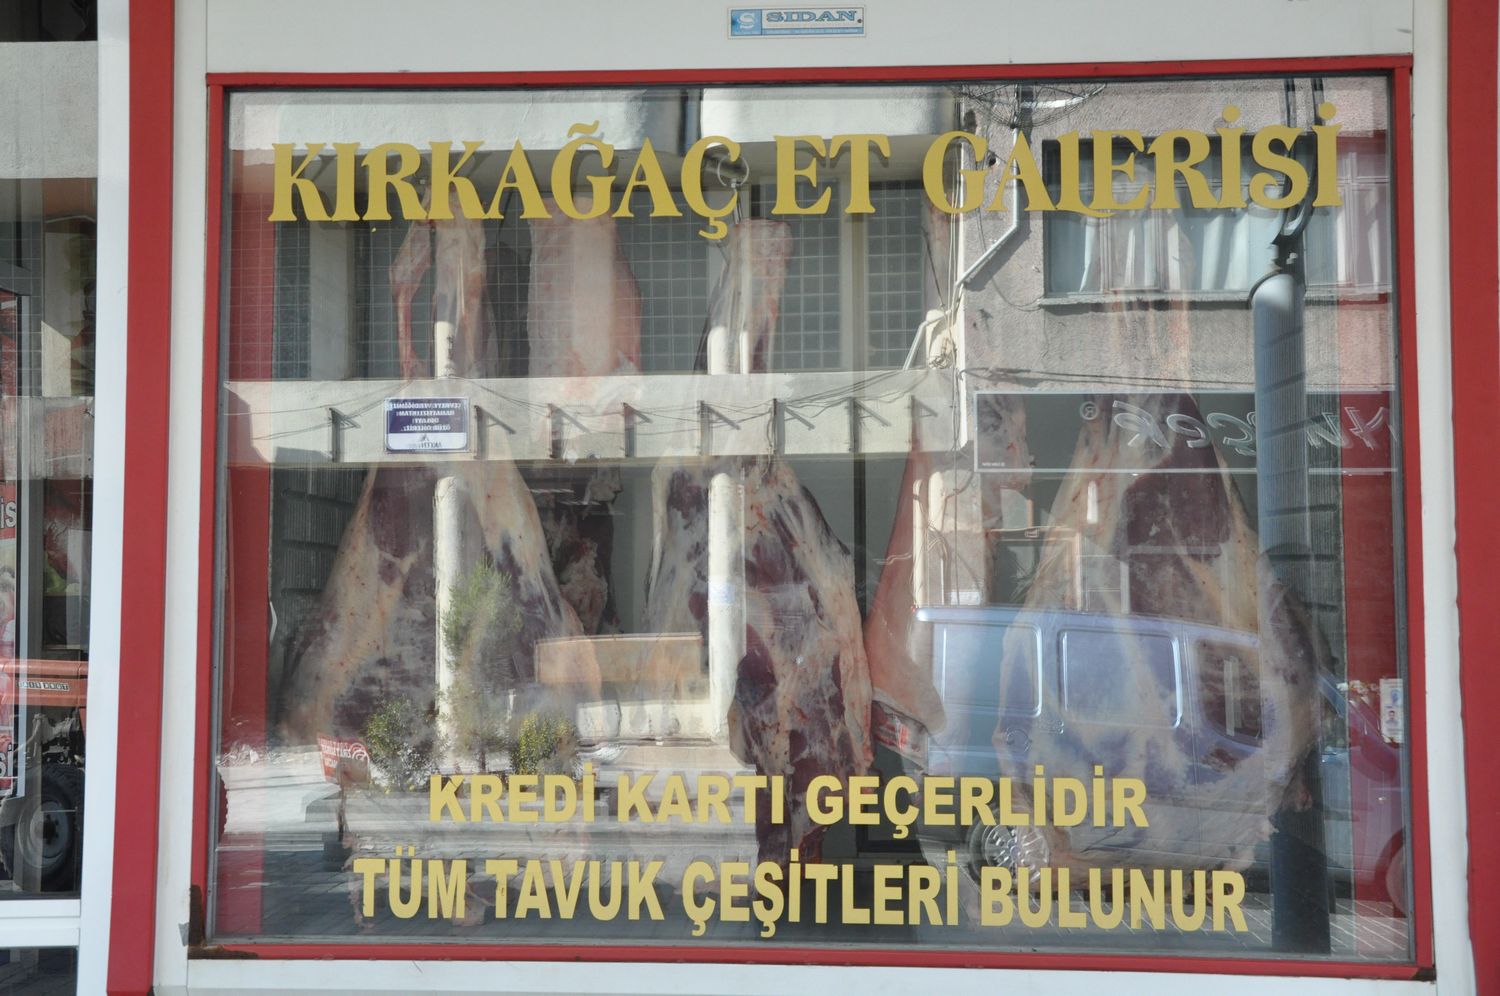 SIDAN
KIRKAĞAÇ ET GALERİSİ
KREDİ KARTI GEÇERLİDİR
TÜM TAVUK ÇEŞİTLERİ BULUNUR